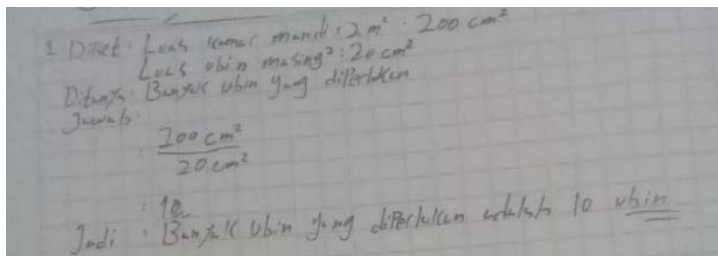 1 Diket : Luas kamar mandi : 2 m² : 200 cm²
Luas ubin masing² : 20 cm²
Ditanya : Banyak ubin yang diperlukan
Jawab :
: 200 cm²
20 cm²
: 10
Jadi : Banyak ubin yang diperlukan adalah 10 ubin